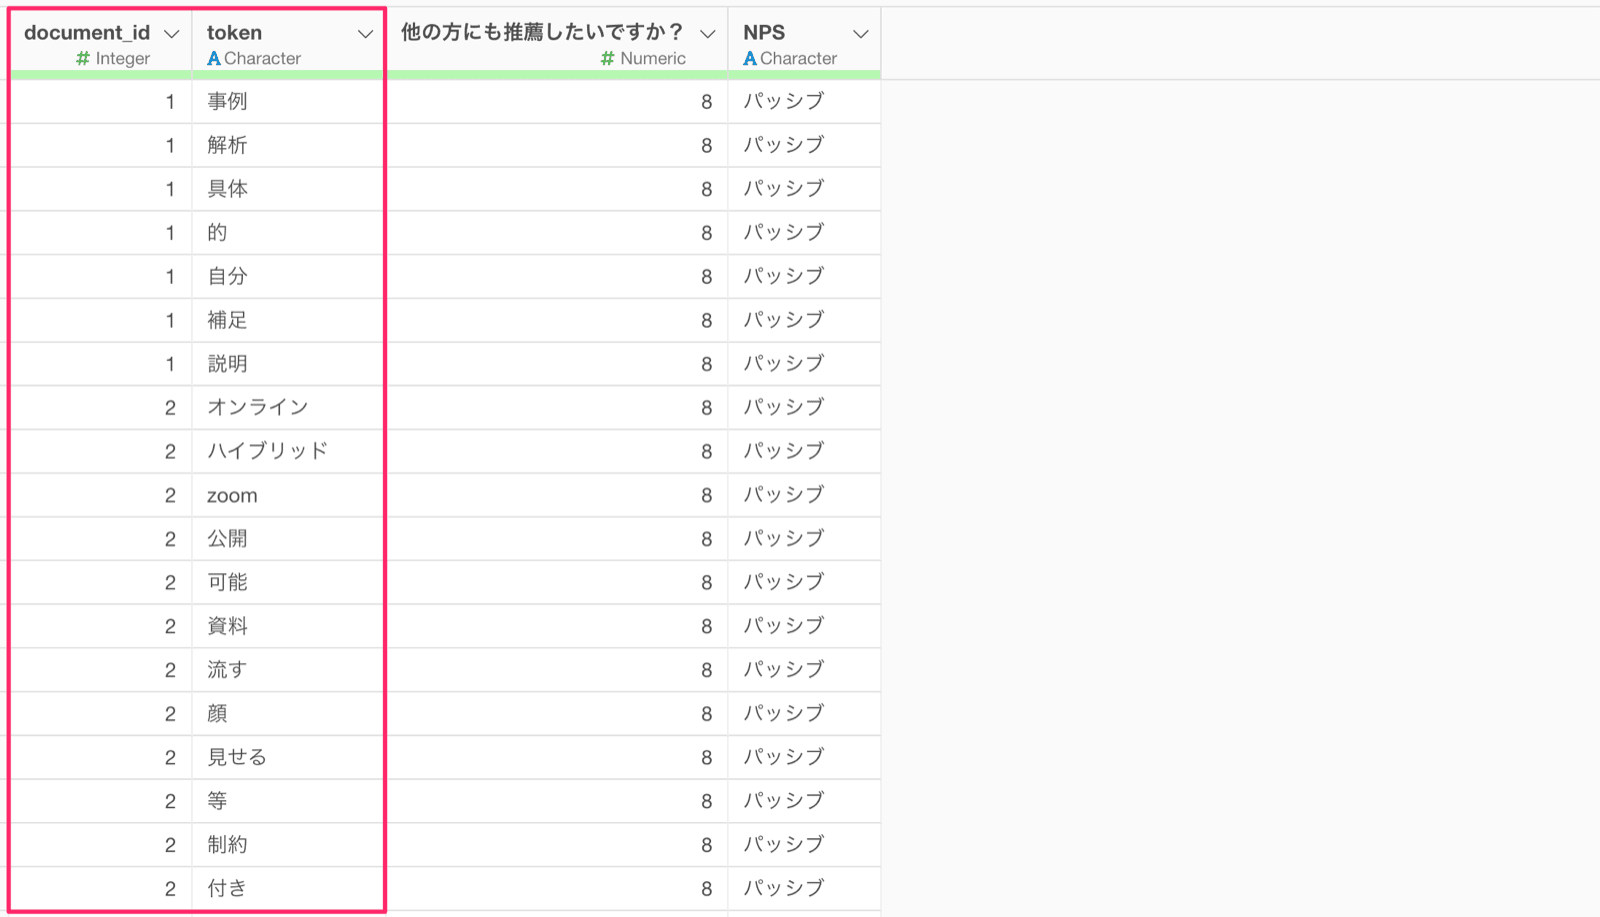 document_id token 他の方にも推薦したいですか？ NPS
# Integer A Character # Numeric A Character
1 事例 8 パッシブ
1 解析 8 パッシブ
1 具体 8 パッシブ
1 的 8 パッシブ
1 自分 8 パッシブ
1 補足 8 パッシブ
1 説明 8 パッシブ
2 オンライン 8 パッシブ
2 ハイブリッド 8 パッシブ
2 zoom 8 パッシブ
2 公開 8 パッシブ
2 可能 8 パッシブ
2 資料 8 パッシブ
2 流す 8 パッシブ
2 顔 8 パッシブ
2 見せる 8 パッシブ
2 等 8 パッシブ
2 制約 8 パッシブ
2 付き 8 パッシブ